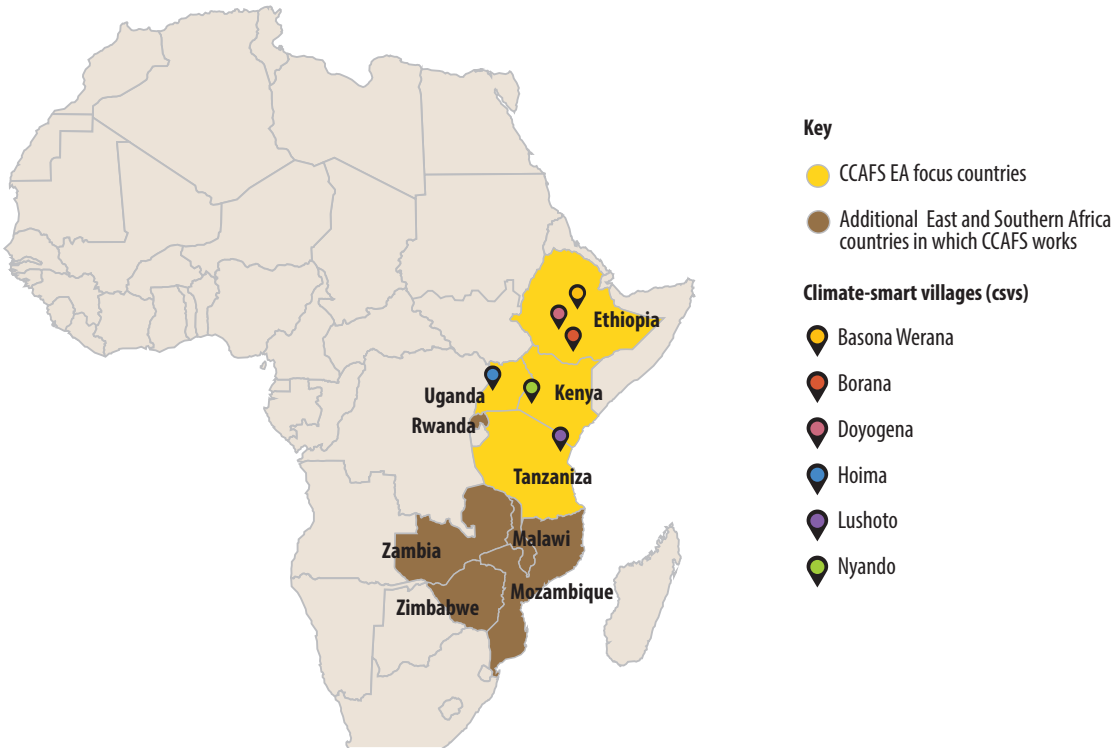 Key
CCAFS EA focus countries
Additional East and Southern Africa
countries in which CCAFS works
Climate-smart villages (csvs)
Basona Werana
Borana
Doyogena
Hoima
Lushoto
Nyando
Ethiopia
Uganda
Kenya
Rwanda
Tanzaniza
Malawi
Zambia
Mozambique
Zimbabwe